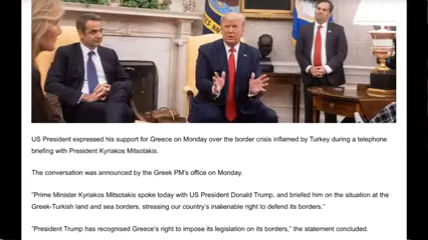 US President expressed his support for Greece on Monday over the border crisis inflamed by Turkey during a telephone
briefing with President Kyriakos Mitsotakis.
The conversation was announced by the Greek PM's office on Monday.
"Prime Minister Kyriakos Mitsotakis spoke today with US President Donald Trump, and briefed him on the situation at the
Greek-Turkish land and sea borders, stressing our country's inalienable right to defend its borders."
"President Trump has recognised Greece's right to impose its legislation on its borders," the statement concluded.